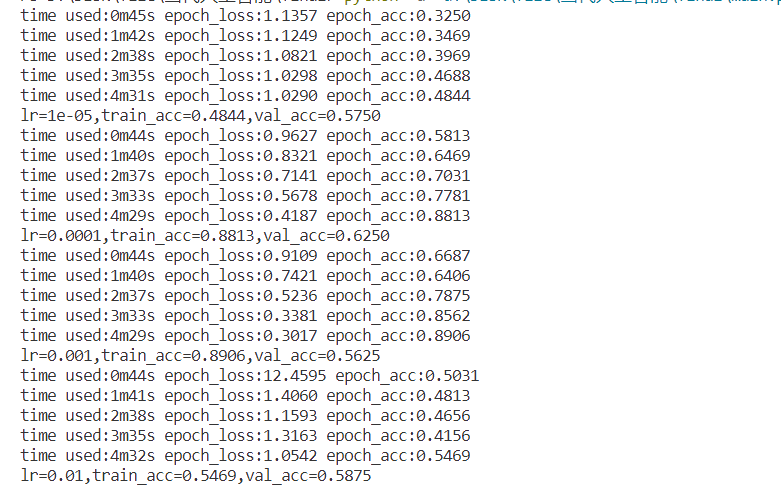 time used:0m45s epoch_loss:1.1357 epoch_acc:0.3250
time used:1m42s epoch_loss:1.1249 epoch_acc:0.3469
time used:2m38s epoch_loss:1.0821 epoch_acc:0.3969
time used:3m35s epoch_loss:1.0298 epoch_acc:0.4688
time used:4m31s epoch_loss:1.0290 epoch_acc:0.4844
lr=1e-05,train_acc=0.4844,val_acc=0.5750
time used:0m44s epoch_loss:0.9627 epoch_acc:0.5813
time used:1m40s epoch_loss:0.8321 epoch_acc:0.6469
time used:2m37s epoch_loss:0.7141 epoch_acc:0.7031
time used:3m33s epoch_loss:0.5678 epoch_acc:0.7781
time used:4m29s epoch_loss:0.4187 epoch_acc:0.8813
lr=0.0001,train_acc=0.8813,val_acc=0.6250
time used:0m44s epoch_loss:0.9109 epoch_acc:0.6687
time used:1m40s epoch_loss:0.7421 epoch_acc:0.6406
time used:2m37s epoch_loss:0.5236 epoch_acc:0.7875
time used:3m33s epoch_loss:0.3381 epoch_acc:0.8562
time used:4m29s epoch_loss:0.3017 epoch_acc:0.8906
lr=0.001,train_acc=0.8906,val_acc=0.5625
time used:0m44s epoch_loss:12.4595 epoch_acc:0.5031
time used:1m41s epoch_loss:1.4060 epoch_acc:0.4813
time used:2m38s epoch_loss:1.1593 epoch_acc:0.4656
time used:3m35s epoch_loss:1.3163 epoch_acc:0.4156
time used:4m32s epoch_loss:1.0542 epoch_acc:0.5469
lr=0.01,train_acc=0.5469,val_acc=0.5875